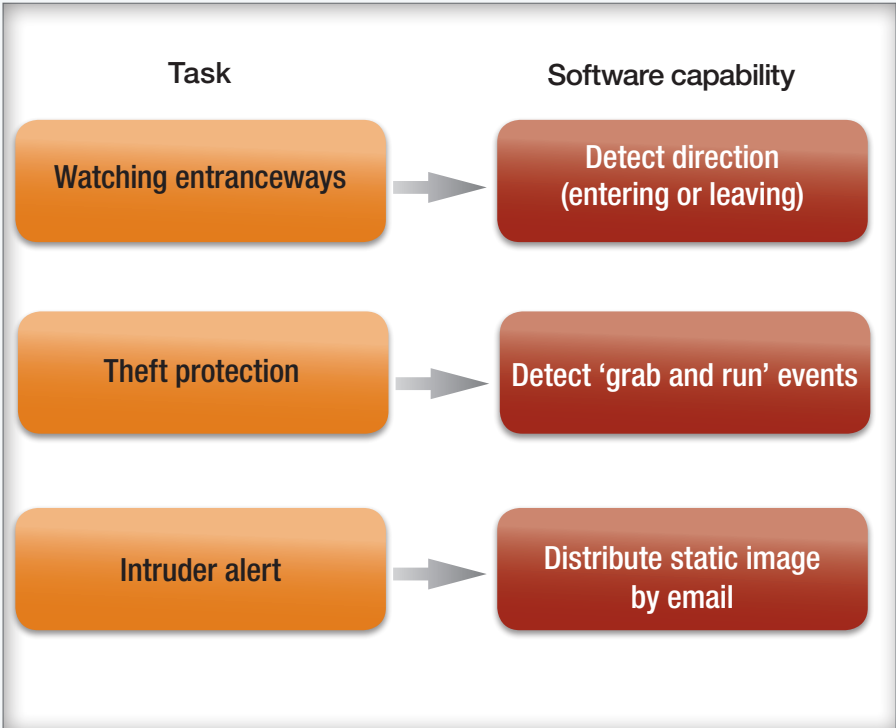 Task
Software capability
Watching entranceways
Detect direction
(entering or leaving)
Theft protection
Detect ‘grab and run’ events
Intruder alert
Distribute static image
by email